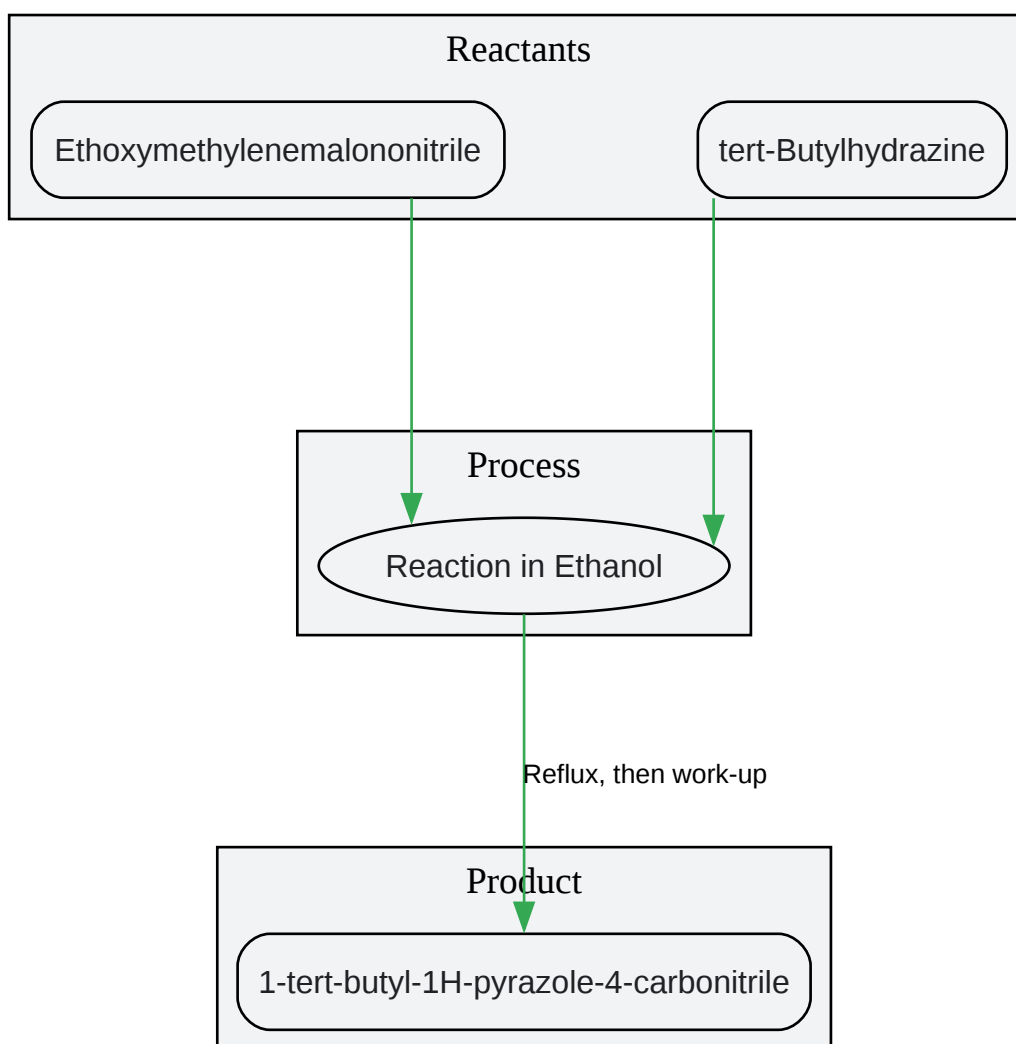 Reactants
Ethoxymethylenemalononitrile
tert-Butylhydrazine
Process
Reaction in Ethanol
Reflux, then work-up
Product
1-tert-butyl-1H-pyrazole-4-carbonitrile